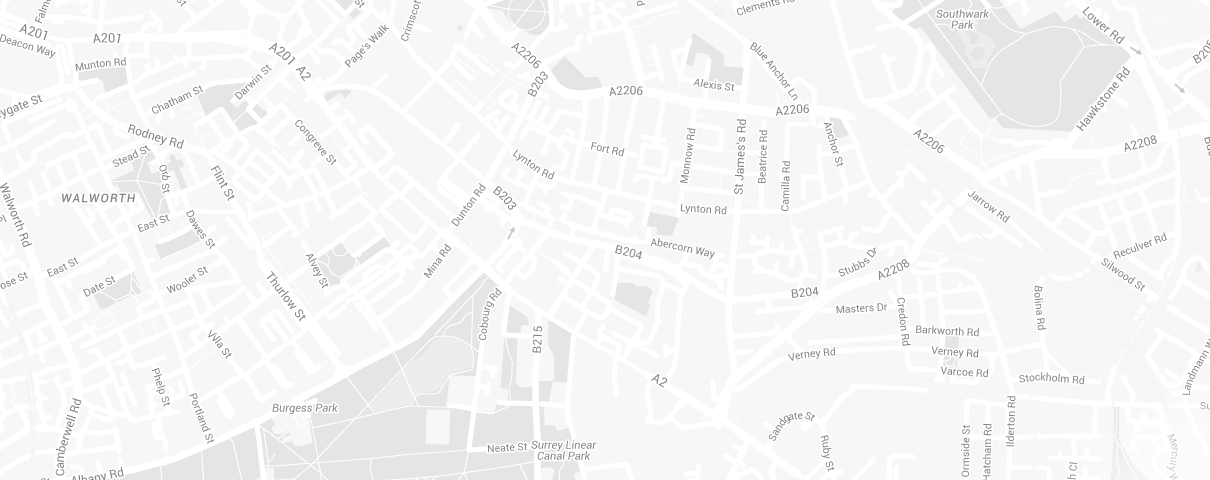 A201
Deacon Way
A201
Munton Rd
A201
A2
Page's Walk
A2206
B203
Clements Rd
Southwark
Park
Lower Rd
Blue Anchor Ln
Alexis St
A2206
A2206
Hawkstone Rd
A2206
A2208
Darwin St
Chatham St
Congreve St
Rodney Rd
Stead St
Orb St
Flint St
WALWORTH
Walworth Rd
East St
Dawes St
East St
Date St
Wooler St
Alvey St
Thurlow St
Villa St
Phelp St
Portland St
Camberwell Rd
Albany Rd
Burgess Park
Lynton Rd
Fort Rd
Monnow Rd
St James's Rd
Beatrice Rd
Camilla Rd
Anchor St
Lynton Rd
Dunton Rd
B203
Mina Rd
B204
Abercorn Way
Jarrow Rd
Reculver Rd
Silwood St
Stubbs Dr
A2208
B204
Masters Dr
Credon Rd
Bolina Rd
Barkworth Rd
Verney Rd
Verney Rd
Varcoe Rd
Stockholm Rd
Cobourg Rd
B215
A2
Neate St
Surrey Linear
Canal Park
Sandgate St
Ruby St
Ormside St
Hatcham Rd
Ilderton Rd